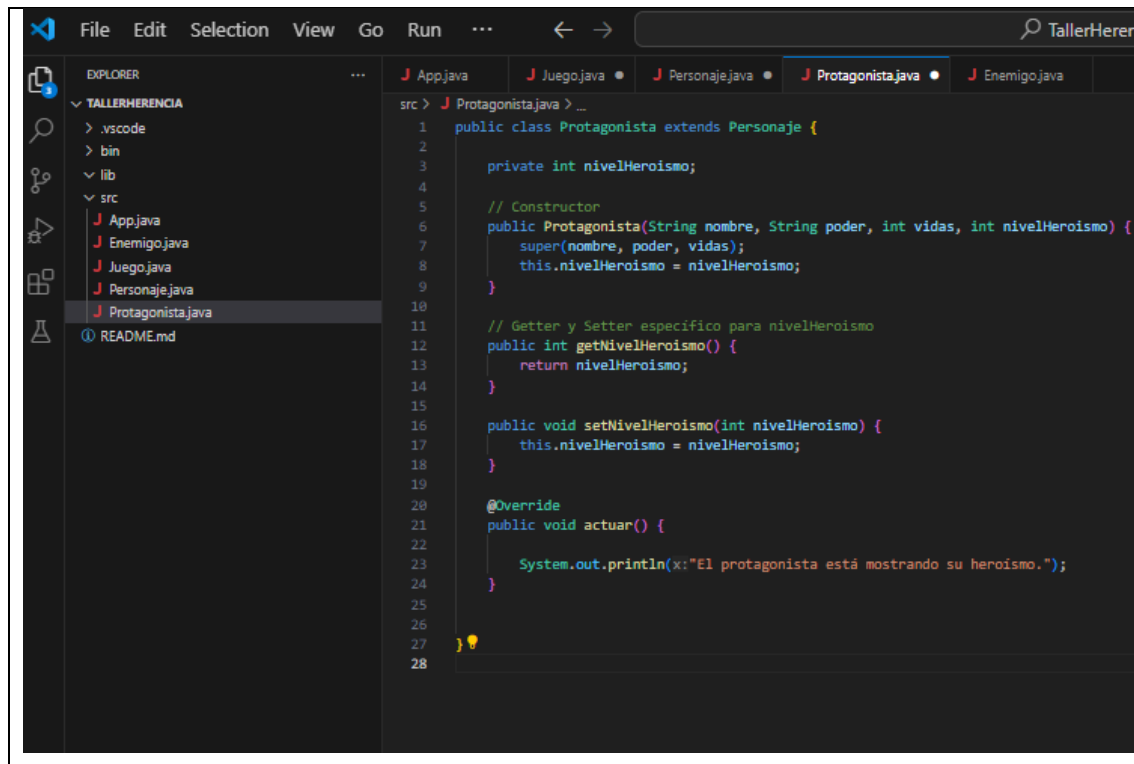 File Edit Selection View Go Run ··· ← → TallerHeren
EXPLORER ···
TALLERHERENCIA
> .vscode
> bin
lib
src
J App.java
J Enemigo.java
J Juego.java
J Personaje.java
J Protagonista.java
README.md
3
J App.java J Juego.java ● J Personaje.java ● J Protagonista.java ● J Enemigo.java
src > J Protagonista.java > ...
1 public class Protagonista extends Personaje {
2
3 private int nivelHeroismo;
4
5 // Constructor
6 public Protagonista(String nombre, String poder, int vidas, int nivelHeroismo) {
7 super(nombre, poder, vidas);
8 this.nivelHeroismo = nivelHeroismo;
9 }
10
11 // Getter y Setter específico para nivelHeroismo
12 public int getNivelHeroismo() {
13 return nivelHeroismo;
14 }
15
16 public void setNivelHeroismo(int nivelHeroismo) {
17 this.nivelHeroismo = nivelHeroismo;
18 }
19
20 @Override
21 public void actuar() {
22
23 System.out.println(x:"El protagonista está mostrando su heroísmo.");
24 }
25
26
27 }
28